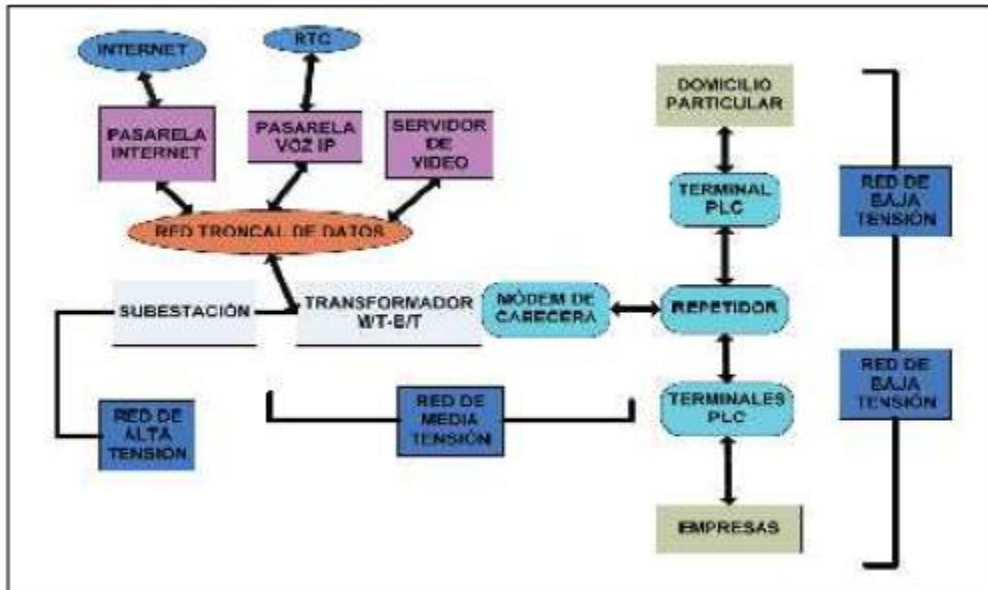 INTERNET
RTC
PASARELA
INTERNET
PASARELA
VOZ IP
SERVIDOR
DE
VIDEO
RED TRONCAL DE DATOS
SUBESTACIÓN
TRANSFORMADOR
M/T-B/T
MÓDEM DE
CABECERA
REPETIDOR
DOMICILIO
PARTICULAR
TERMINAL
PLC
TERMINALES
PLC
EMPRESAS
RED DE
ALTA
TENSIÓN
RED DE
MEDIA
TENSIÓN
RED DE
BAJA
TENSIÓN
RED DE
BAJA
TENSIÓN